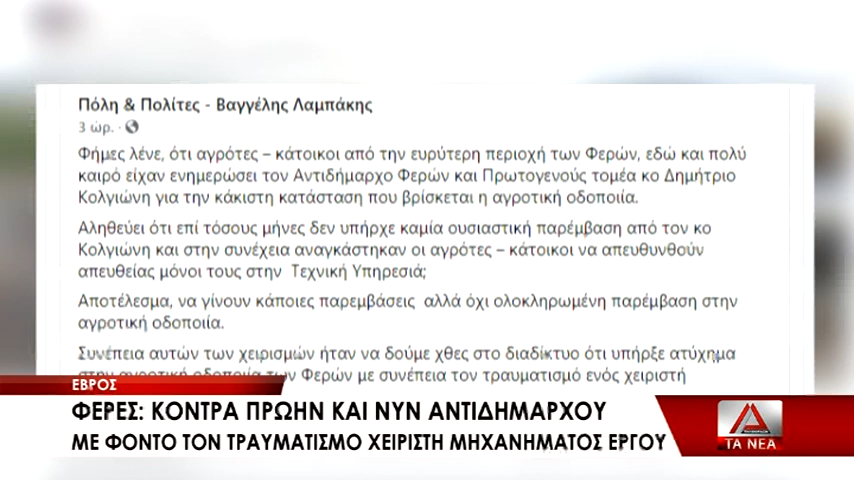 Πόλη & Πολίτες - Βαγγέλης Λαμπάκης
3 ώρ. ·
Φήμες λένε, ότι αγρότες – κάτοικοι από την ευρύτερη περιοχή των Φερών, εδώ και πολύ
καιρό είχαν ενημερώσει τον Αντιδήμαρχο Φερών και Πρωτογενούς τομέα κο Δημήτριο
Κολγιώνη για την κάκιστη κατάσταση που βρίσκεται η αγροτική οδοποιία.
Αληθεύει ότι επί τόσους μήνες δεν υπήρχε καμία ουσιαστική παρέμβαση από τον κο
Κολγιώνη και στην συνέχεια αναγκάστηκαν οι αγρότες – κάτοικοι να απευθυνθούν
απευθείας μόνοι τους στην Τεχνική Υπηρεσιά;
Αποτέλεσμα, να γίνουν κάποιες παρεμβάσεις αλλά όχι ολοκληρωμένη παρέμβαση στην
αγροτική οδοποιία.
Συνέπεια αυτών των χειρισμών ήταν να δούμε χθες στο διαδίκτυο ότι υπήρξε ατύχημα
στην αγροτική οδοποιία των Φερών με συνέπεια τον τραυματισμό ενός χειριστή
ΕΒΡΟΣ
ΦΕΡΕΣ: ΚΟΝΤΡΑ ΠΡΩΗΝ ΚΑΙ ΝΥΝ ΑΝΤΙΔΗΜΑΡΧΟΥ
ΜΕ ΦΟΝΤΟ ΤΟΝ ΤΡΑΥΜΑΤΙΣΜΟ ΧΕΙΡΙΣΤΗ ΜΗΧΑΝΗΜΑΤΟΣ ΕΡΓΟΥ
ΤΑ ΝΕΑ